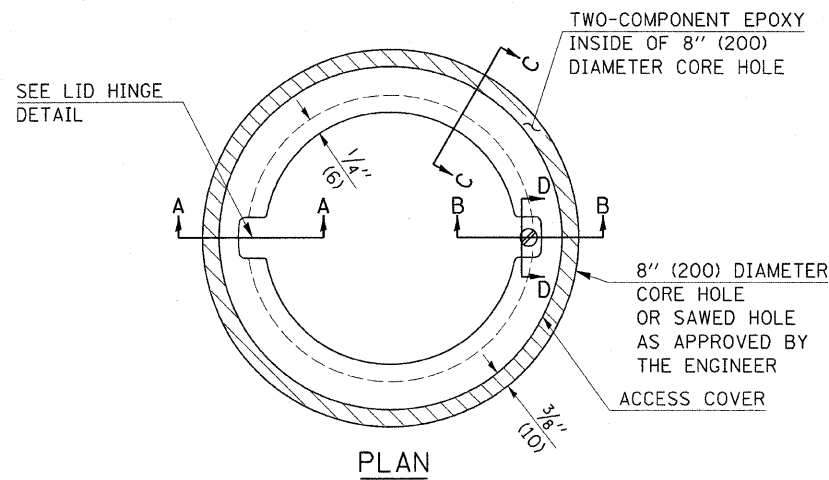 TWO-COMPONENT EPOXY
INSIDE OF 8" (200)
DIAMETER CORE HOLE
SEE LID HINGE
DETAIL
C
C
1/4"
(6)
A
A
B
B
D
D
8" (200) DIAMETER
CORE HOLE
OR SAWED HOLE
AS APPROVED BY
THE ENGINEER
ACCESS COVER
3/8"
(10)
PLAN